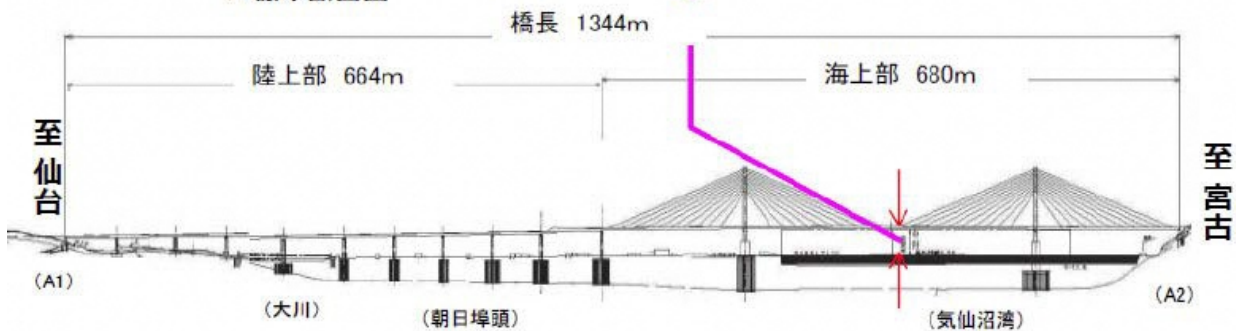 橋長 1344m
陸上部 664m
海上部 680m
至仙台
至宮古
(A1)
(大川)
(朝日埠頭)
(気仙沼湾)
(A2)